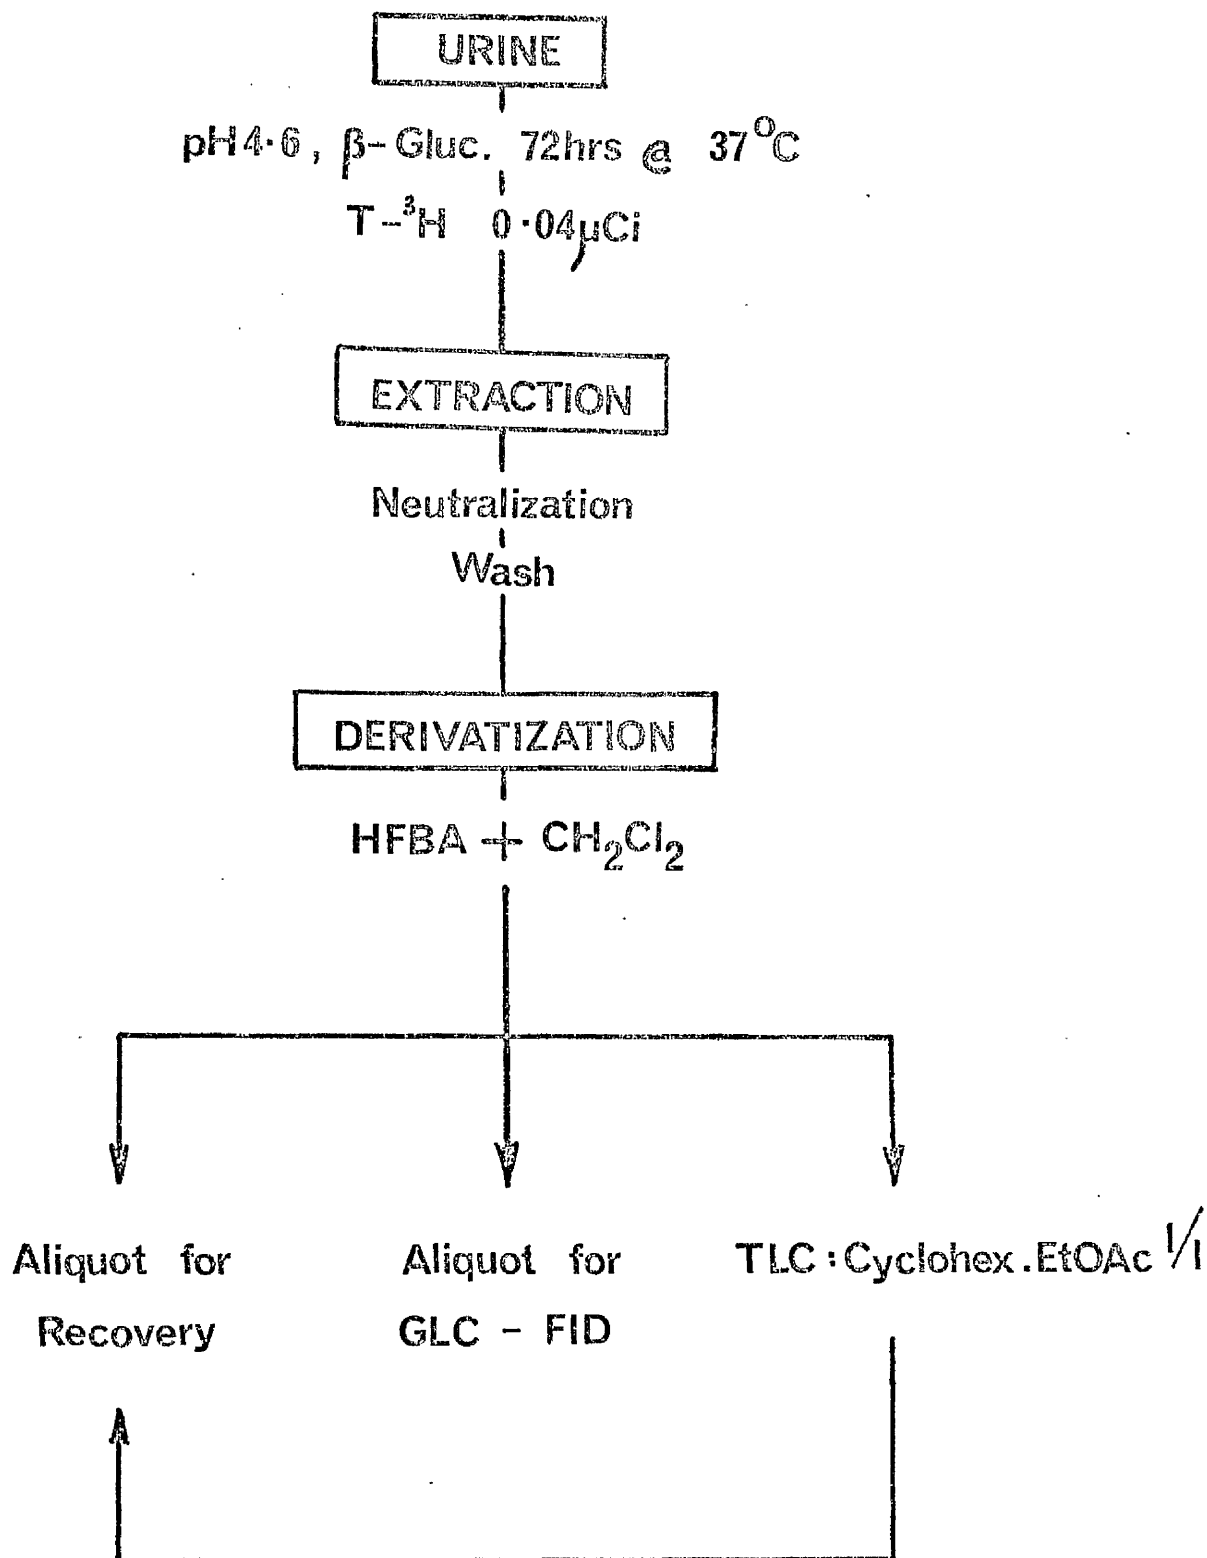 URINE
pH4·6, β-Gluc. 72hrs @ 37°C
T-³H 0·04µCi
EXTRACTION
Neutralization
Wash
DERIVATIZATION
HFBA + CH₂Cl₂
Aliquot for
Recovery
Aliquot for
GLC - FID
TLC:Cyclohex.EtOAc 1/1